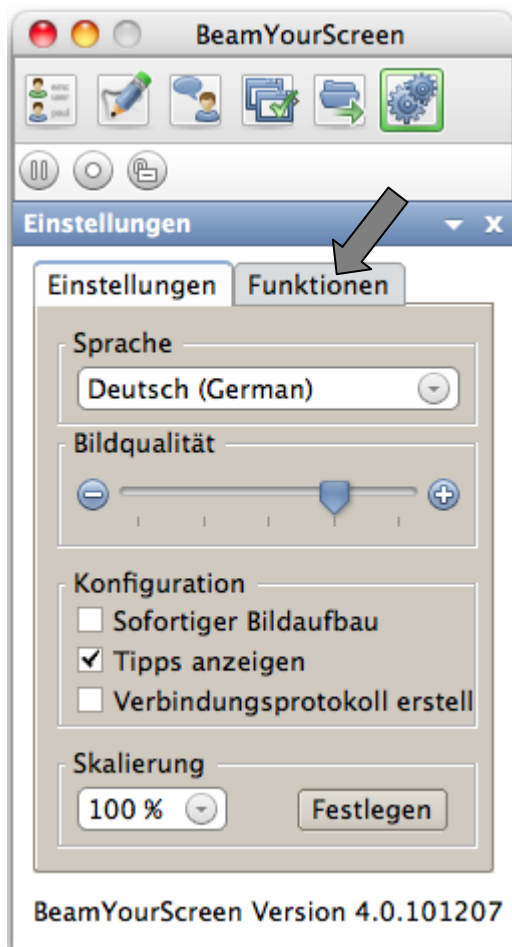 BeamYourScreen
Einstellungen
Einstellungen Funktionen
Sprache
Deutsch (German)
Bildqualität
Konfiguration
Sofortiger Bildaufbau
Tipps anzeigen
Verbindungsprotokoll erstell
Skalierung
100 % Festlegen
BeamYourScreen Version 4.0.101207